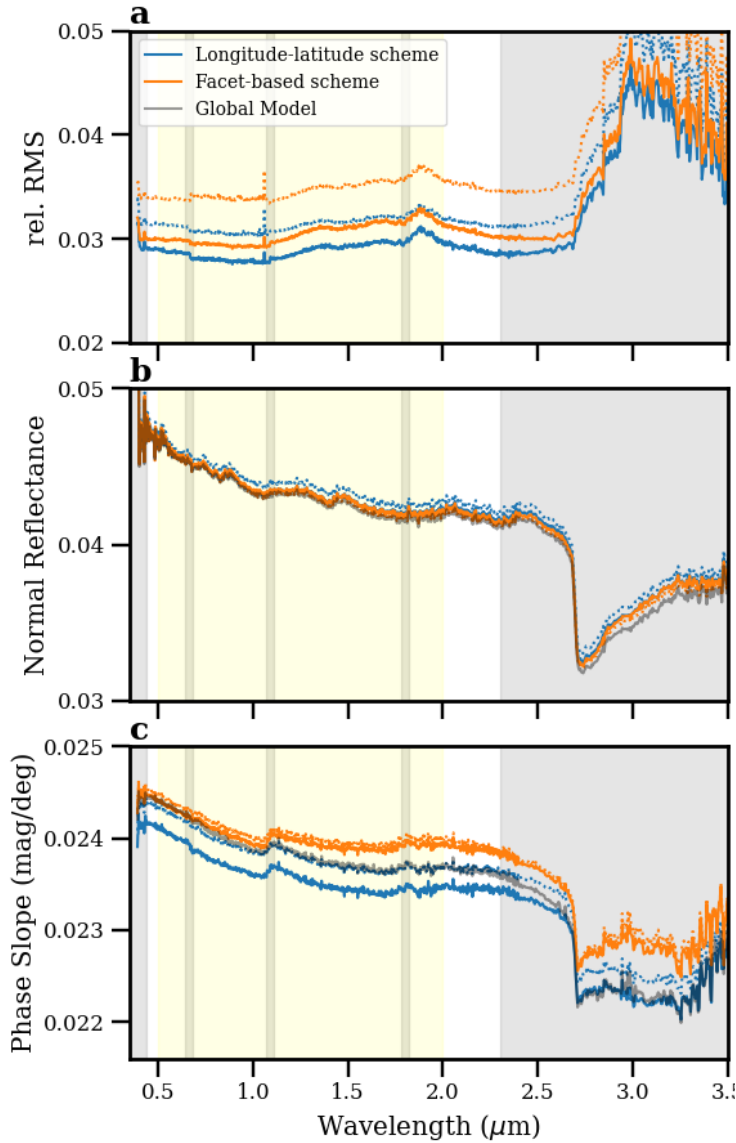 a
0.05
0.04
0.03
0.02
rel. RMS
Longitude-latitude scheme
Facet-based scheme
Global Model
b
0.05
0.04
0.03
Normal Reflectance
c
0.025
0.024
0.023
0.022
Phase Slope (mag/deg)
0.5 1.0 1.5 2.0 2.5 3.0 3.5
Wavelength (μm)